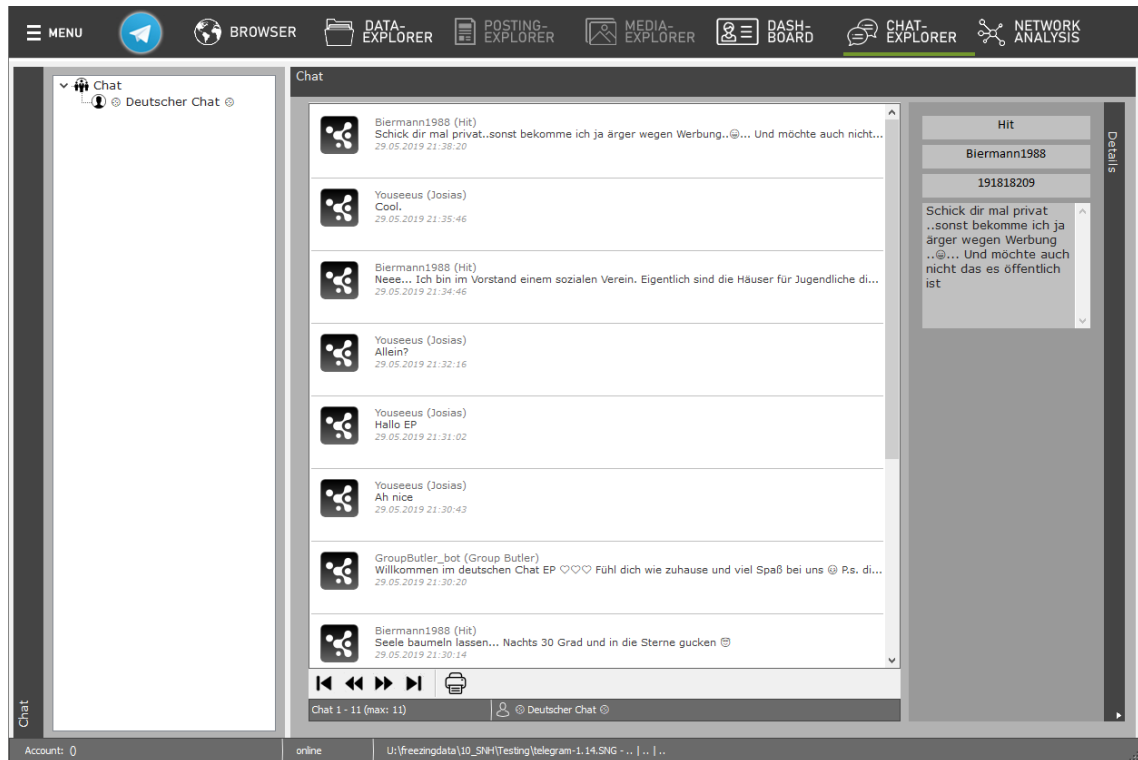 MENU
BROWSER
DATA-
EXPLORER
POSTING-
EXPLORER
MEDIA-
EXPLORER
DASH-
BOARD
CHAT-
EXPLORER
NETWORK
ANALYSIS
Chat
Chat
Deutscher Chat
Chat
Biermann1988 (Hit)
Schick dir mal privat..sonst bekomme ich ja ärger wegen Werbung..😄... Und möchte auch nicht...
29.05.2019 21:38:20
Youseeus (Josias)
Cool.
29.05.2019 21:35:46
Biermann1988 (Hit)
Neee... Ich bin im Vorstand einem sozialen Verein. Eigentlich sind die Häuser für Jugendliche di...
29.05.2019 21:34:46
Youseeus (Josias)
Allein?
29.05.2019 21:32:16
Youseeus (Josias)
Hallo EP
29.05.2019 21:31:02
Youseeus (Josias)
Ah nice
29.05.2019 21:30:43
GroupButler_bot (Group Butler)
Willkommen im deutschen Chat EP ♡♡♡ Fühl dich wie zuhause und viel Spaß bei uns P.s. di...
29.05.2019 21:30:20
Biermann1988 (Hit)
Seele baumeln lassen... Nachts 30 Grad und in die Sterne gucken
29.05.2019 21:30:14
Chat 1 - 11 (max: 11)
Deutscher Chat
Details
Hit
Biermann1988
191818209
Schick dir mal privat
..sonst bekomme ich ja
ärger wegen Werbung
..😄... Und möchte auch
nicht das es öffentlich
ist
Account: ()
online
U:\freezingdata\10_SNH\Testing\telegram-1.14.SNG - .. | .. | ..